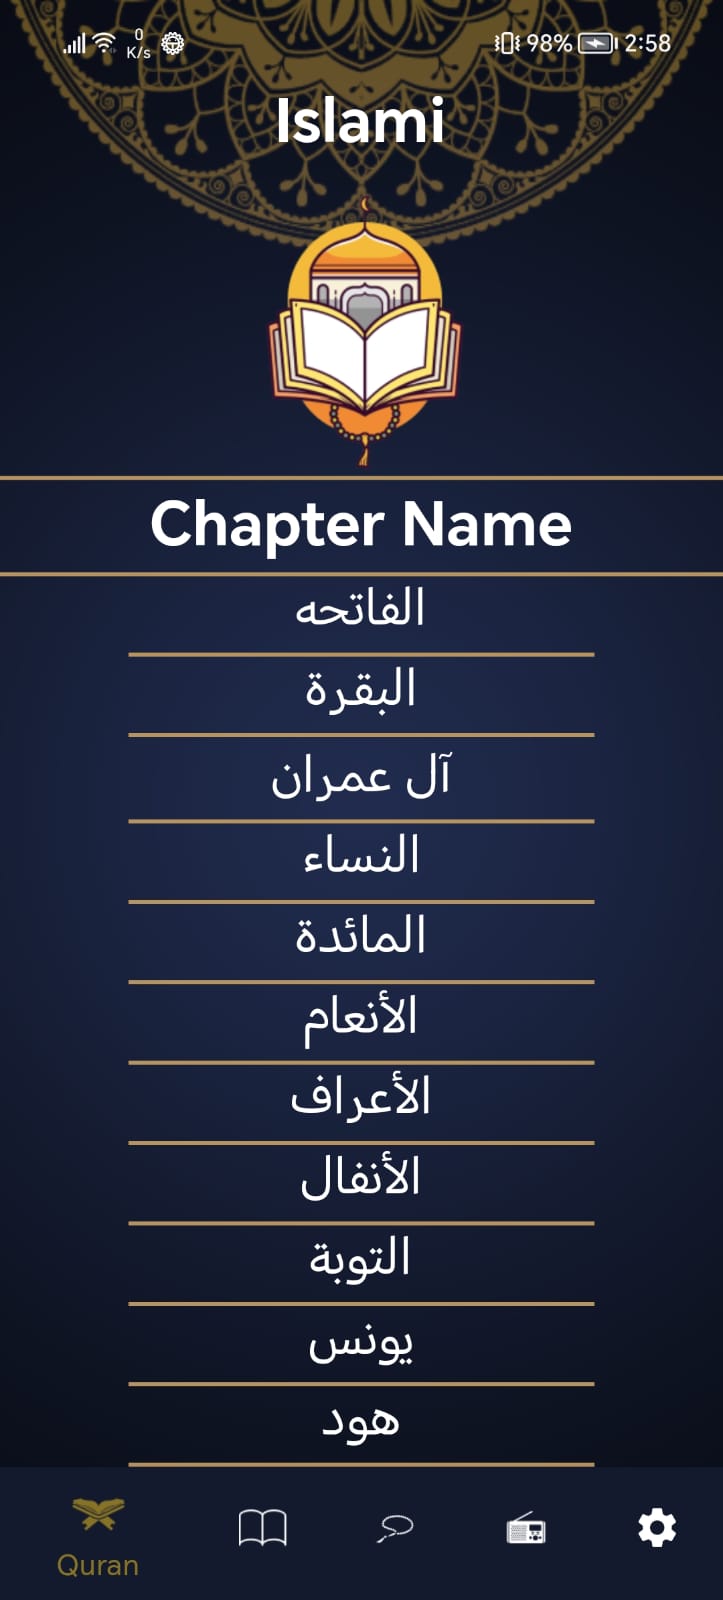 0
K/s
98%
2:58
Islami
Chapter Name
الفاتحه
البقرة
آل عمران
النساء
المائدة
الأنعام
الأعراف
الأنفال
التوبة
يونس
هود
Quran